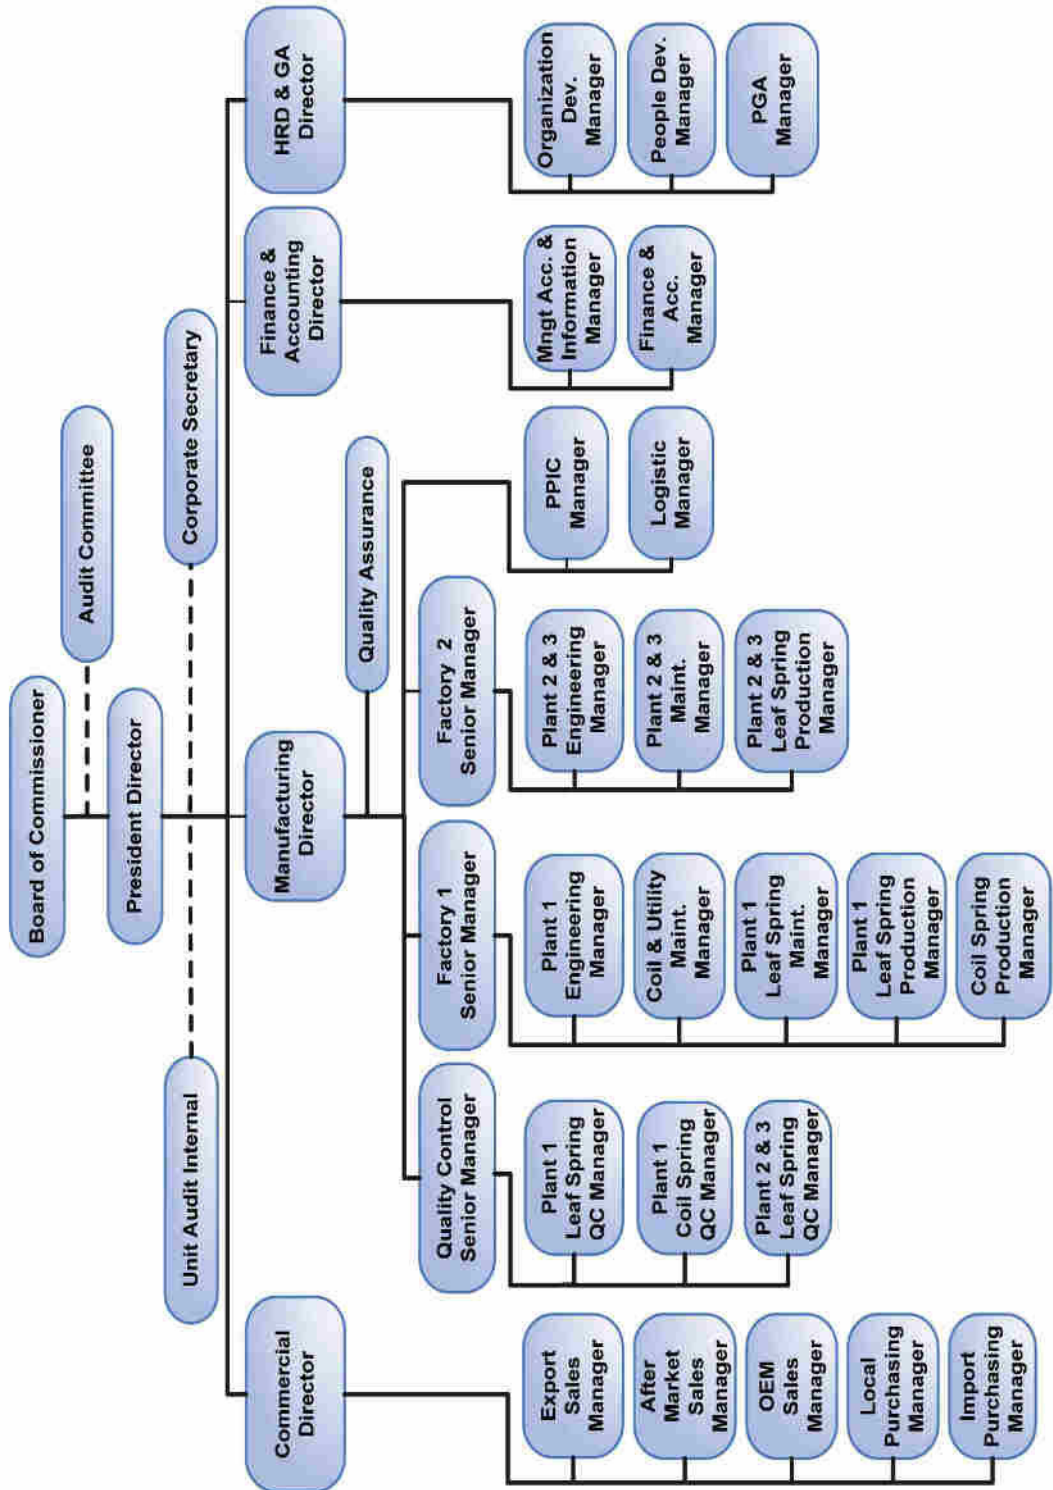 Board of Commissioner
Audit Committee
President Director
Unit Audit Internal
Corporate Secretary
Commercial
Director
Manufacturing
Director
Finance &
Accounting
Director
HRD & GA
Director
Quality Assurance
Quality Control
Senior Manager
Factory 1
Senior Manager
Factory 2
Senior Manager
Export
Sales
Manager
After
Market
Sales
Manager
OEM
Sales
Manager
Local
Purchasing
Manager
Import
Purchasing
Manager
Plant 1
Leaf Spring
QC Manager
Plant 1
Coil Spring
QC Manager
Plant 2 & 3
Leaf Spring
QC Manager
Plant 1
Engineering
Manager
Coil & Utility
Maint.
Manager
Plant 1
Leaf Spring
Maint.
Manager
Plant 1
Leaf Spring
Production
Manager
Coil Spring
Production
Manager
Plant 2 & 3
Engineering
Manager
Plant 2 & 3
Maint.
Manager
Plant 2 & 3
Leaf Spring
Production
Manager
PPIC
Manager
Logistic
Manager
Mngt Acc. &
Information
Manager
Finance &
Acc.
Manager
Organization
Dev.
Manager
People Dev.
Manager
PGA
Manager